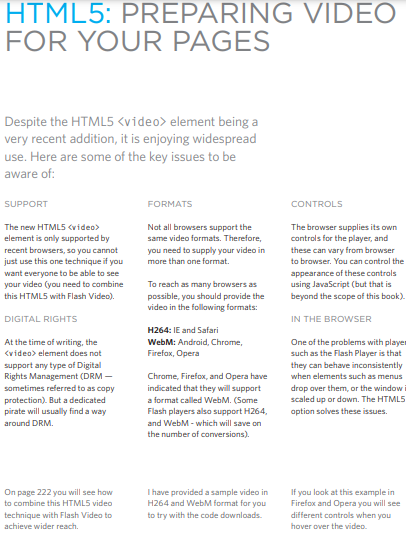 HTML5: PREPARING VIDEO
FOR YOUR PAGES
Despite the HTML5 <video> element being a
very recent addition, it is enjoying widespread
use. Here are some of the key issues to be
aware of:
SUPPORT
The new HTML5 <video>
element is only supported by
recent browsers, so you cannot
just use this one technique if you
want everyone to be able to see
your video (you need to combine
this HTML5 with Flash Video).
DIGITAL RIGHTS
At the time of writing, the
<video> element does not
support any type of Digital
Rights Management (DRM —
sometimes referred to as copy
protection). But a dedicated
pirate will usually find a way
around DRM.
On page 222 you will see how
to combine this HTML5 video
technique with Flash Video to
achieve wider reach.
FORMATS
Not all browsers support the
same video formats. Therefore,
you need to supply your video in
more than one format.
To reach as many browsers as
possible, you should provide the
video in the following formats:
H264: IE and Safari
WebM: Android, Chrome,
Firefox, Opera
Chrome, Firefox, and Opera have
indicated that they will support
a format called WebM. (Some
Flash players also support H264,
and WebM - which will save on
the number of conversions).
I have provided a sample video in
H264 and WebM format for you
to try with the code downloads.
CONTROLS
The browser supplies its own
controls for the player, and
these can vary from browser
to browser. You can control the
appearance of these controls
using JavaScript (but that is
beyond the scope of this book).
IN THE BROWSER
One of the problems with player
such as the Flash Player is that
they can behave inconsistently
when elements such as menus
drop over them, or the window i
scaled up or down. The HTML5
option solves these issues.
If you look at this example in
Firefox and Opera you will see
different controls when you
hover over the video.